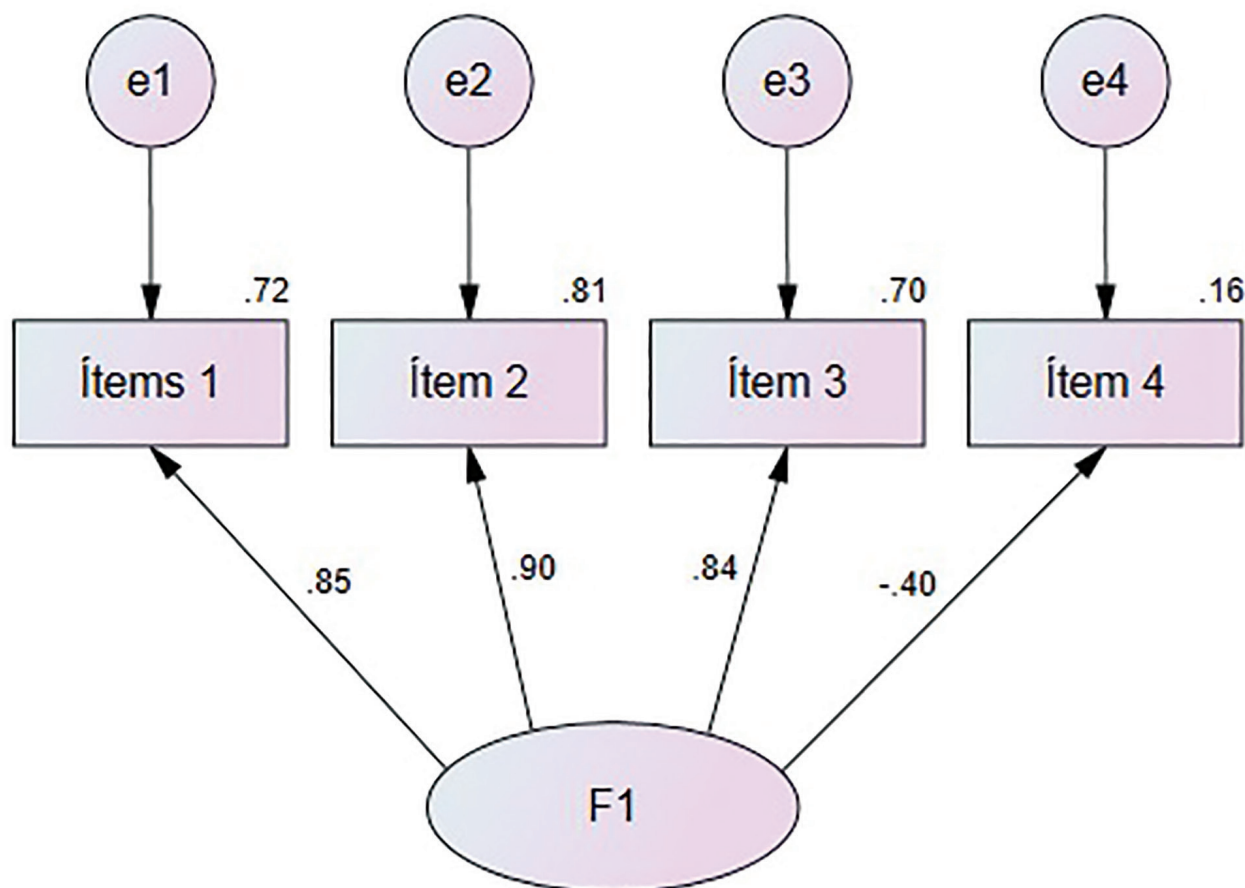 e1
e2
e3
e4
.72
.81
.70
.16
Ítems 1
Ítem 2
Ítem 3
Ítem 4
.85
.90
.84
-.40
F1